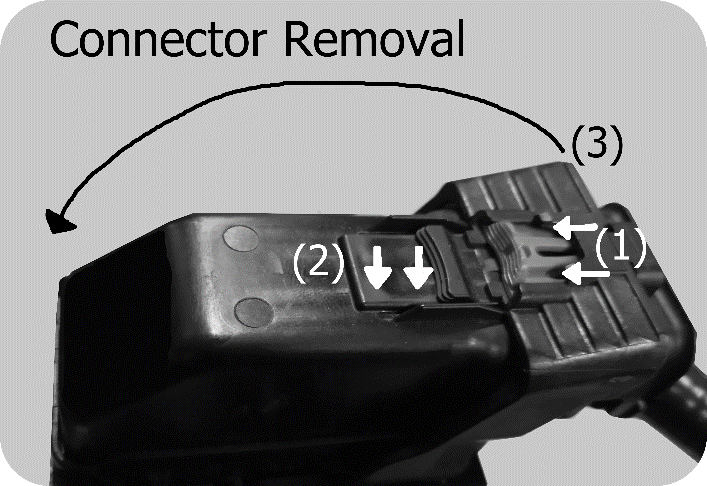 Connector Removal
(3)
(1)
(2)